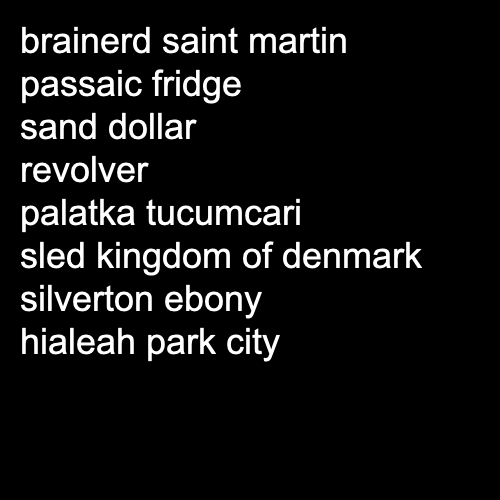 brainerd saint martin
passaic fridge
sand dollar
revolver
palatka tucumcari
sled kingdom of denmark
silverton ebony
hialeah park city